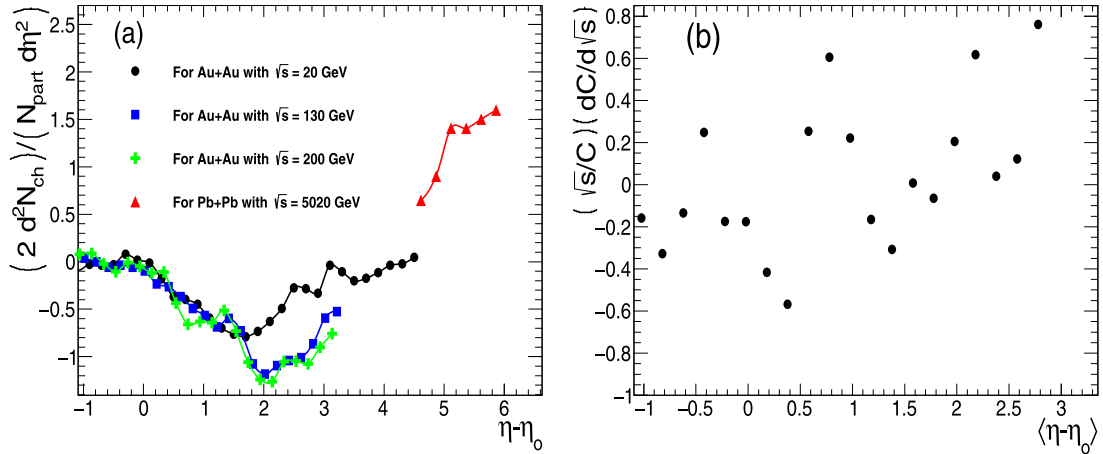 (a)
( 2 d²N_ch )/( N_part dη² )
2.5
2
1.5
1
0.5
0
−0.5
−1
For Au+Au with √s = 20 GeV
For Au+Au with √s = 130 GeV
For Au+Au with √s = 200 GeV
For Pb+Pb with √s = 5020 GeV
−1 0 1 2 3 4 5 6
η-η_o
(b)
( √s/C ) ( dC/d√s )
0.8
0.6
0.4
0.2
0
−0.2
−0.4
−0.6
−0.8
−1
−1 −0.5 0 0.5 1 1.5 2 2.5 3
⟨η-η_o⟩